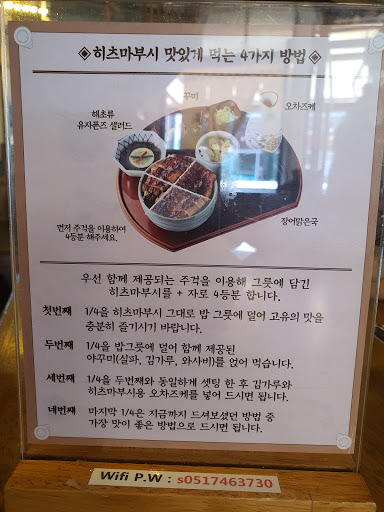 ◈히츠마부시 맛있게 먹는 4가지 방법◈
꾸미
해초류
유자폰즈 샐러드
오차즈케
먼저 주걱을 이용하여
4등분 해주세요.
장어맑은국
우선 함께 제공되는 주걱을 이용해 그릇에 담긴
히츠마부시를 + 자로 4등분 합니다.
첫번째 1/4을 히츠마부시 그대로 밥 그릇에 덜어 고유의 맛을
충분히 즐기시기 바랍니다.
두번째 1/4을 밥그릇에 덜어 함께 제공된
야꾸미(실파, 김가루, 와사비)를 얹어 먹습니다.
세번째 1/4을 두번째와 동일하게 셋팅 한 후 김가루와
히츠마부시용 오차즈케를 넣어 드시면 됩니다.
네번째 마지막 1/4은 지금까지 드셔보셨던 방법 중
가장 맛이 좋은 방법으로 드시면 됩니다.
Wifi P.W : s0517463730